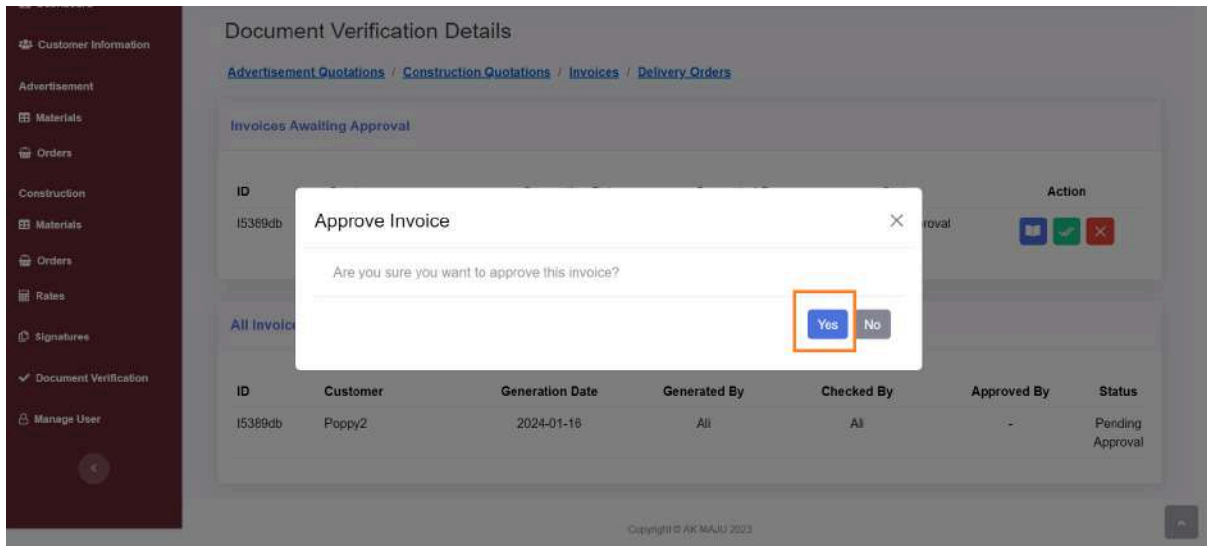 Customer Information
Advertisement
Materials
Orders
Construction
Materials
Orders
Rates
Signatures
Document Verification
Manage User
Document Verification Details
Advertisement Quotations / Construction Quotations / Invoices / Delivery Orders
Invoices Awaiting Approval
ID Action
I5389db
Approve Invoice
Are you sure you want to approve this invoice?
Yes No
ID Customer Generation Date Generated By Checked By Approved By Status
I5389db Poppy2 2024-01-16 Ali Ali - Pending
Approval
Copyright © AK MAJU 2023